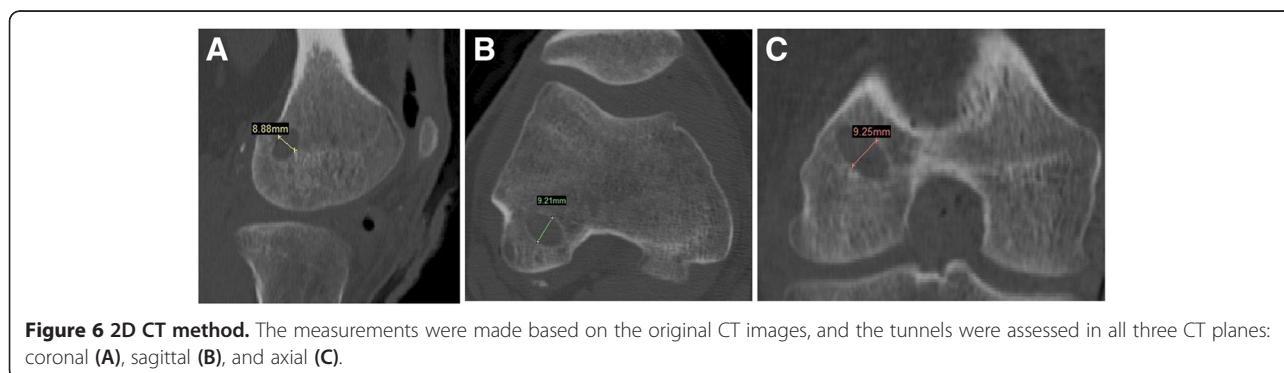 A
B
C
8.88mm
9.21mm
9.25mm
Figure 6 2D CT method. The measurements were made based on the original CT images, and the tunnels were assessed in all three CT planes:
coronal (A), sagittal (B), and axial (C).